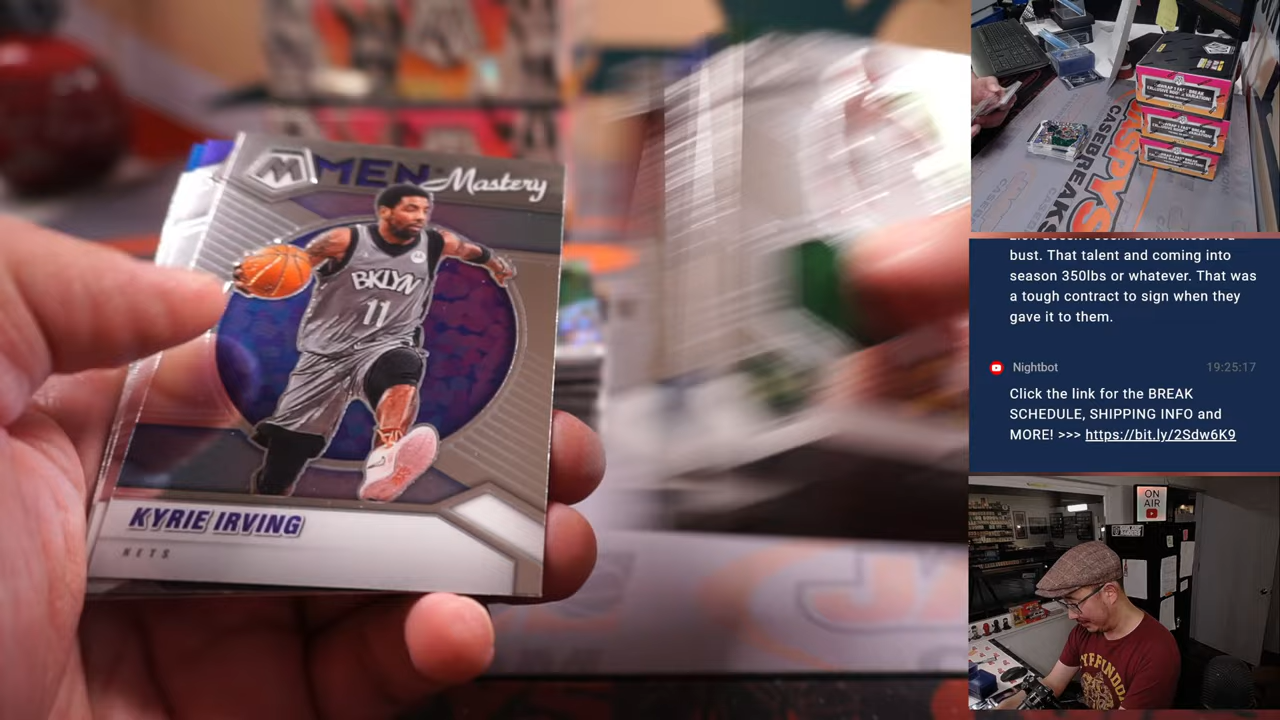 MEN
Mastery
BKLYN
11
KYRIE IRVING
NETS
JASPYS
CASEBREAKS
bust. That talent and coming into
season 350lbs or whatever. That was
a tough contract to sign when they
gave it to them.
Nightbot
19:25:17
Click the link for the BREAK
SCHEDULE, SHIPPING INFO and
MORE! >>> https://bit.ly/2Sdw6K9
ON
AIR